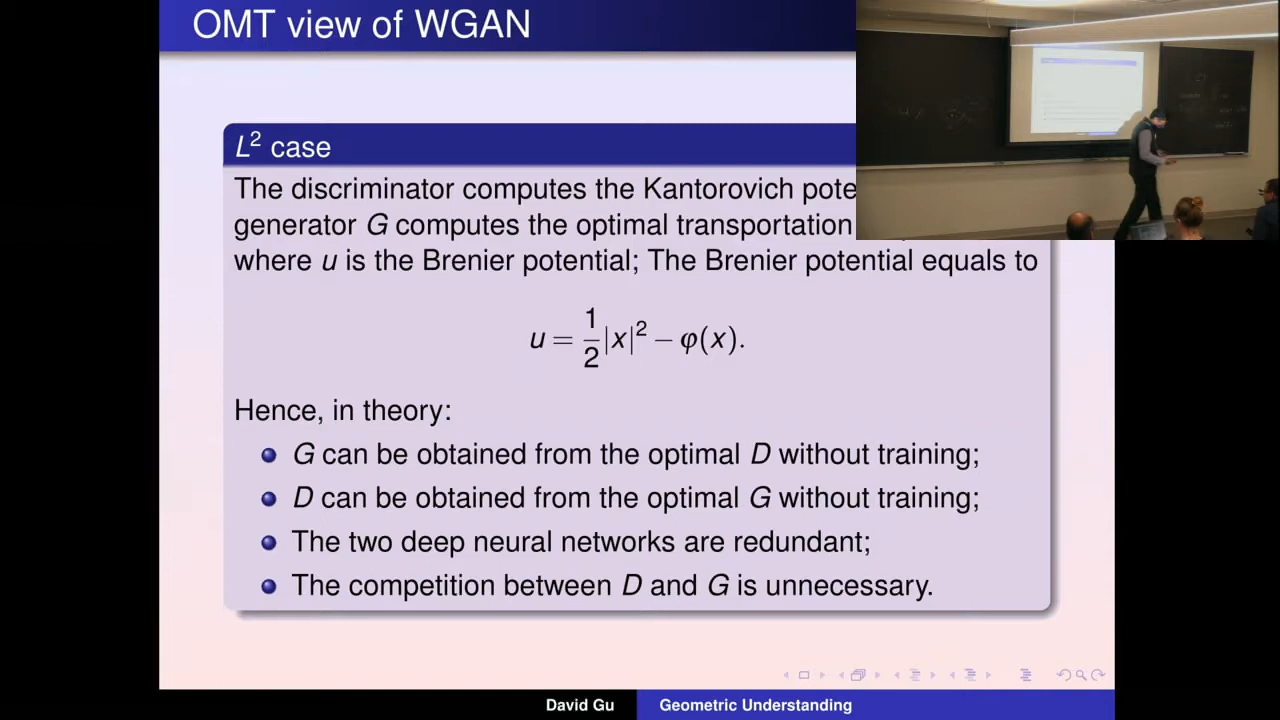 OMT view of WGAN
L² case
The discriminator computes the Kantorovich
generator G computes the optimal transportation
where u is the Brenier potential; The Brenier potential equals to
u = 1/2 |x|² − φ(x).
Hence, in theory:
G can be obtained from the optimal D without training;
D can be obtained from the optimal G without training;
The two deep neural networks are redundant;
The competition between D and G is unnecessary.
David Gu
Geometric Understanding